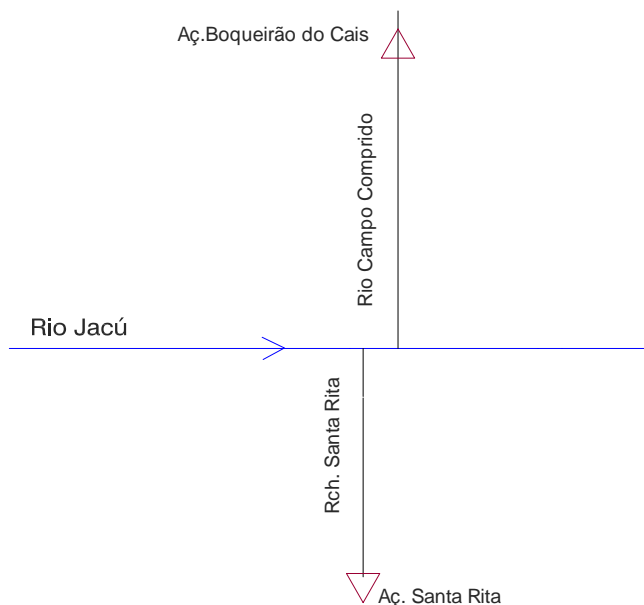 Aç.Boqueirão do Cais
Rio Campo Comprido
Rio Jacú
Rch. Santa Rita
Aç. Santa Rita